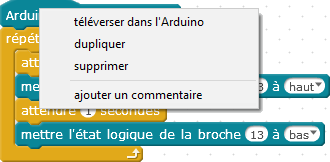 Ardu
téléverser dans l'Arduino
dupliquer
répét
supprimer
atte
me 3 à haut
ajouter un commentaire
attendre 1 secondes
mettre l'état logique de la broche 13 à bas